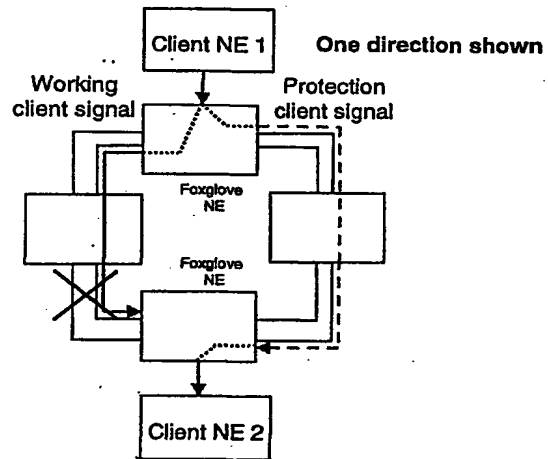 Client NE 1
One direction shown
Working
client signal
Protection
client signal
Foxglove
NE
Foxglove
NE
Client NE 2